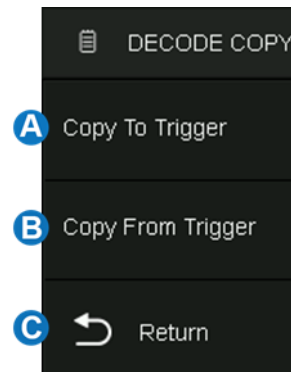 DECODE COPY
A
Copy To Trigger
B
Copy From Trigger
C
Return